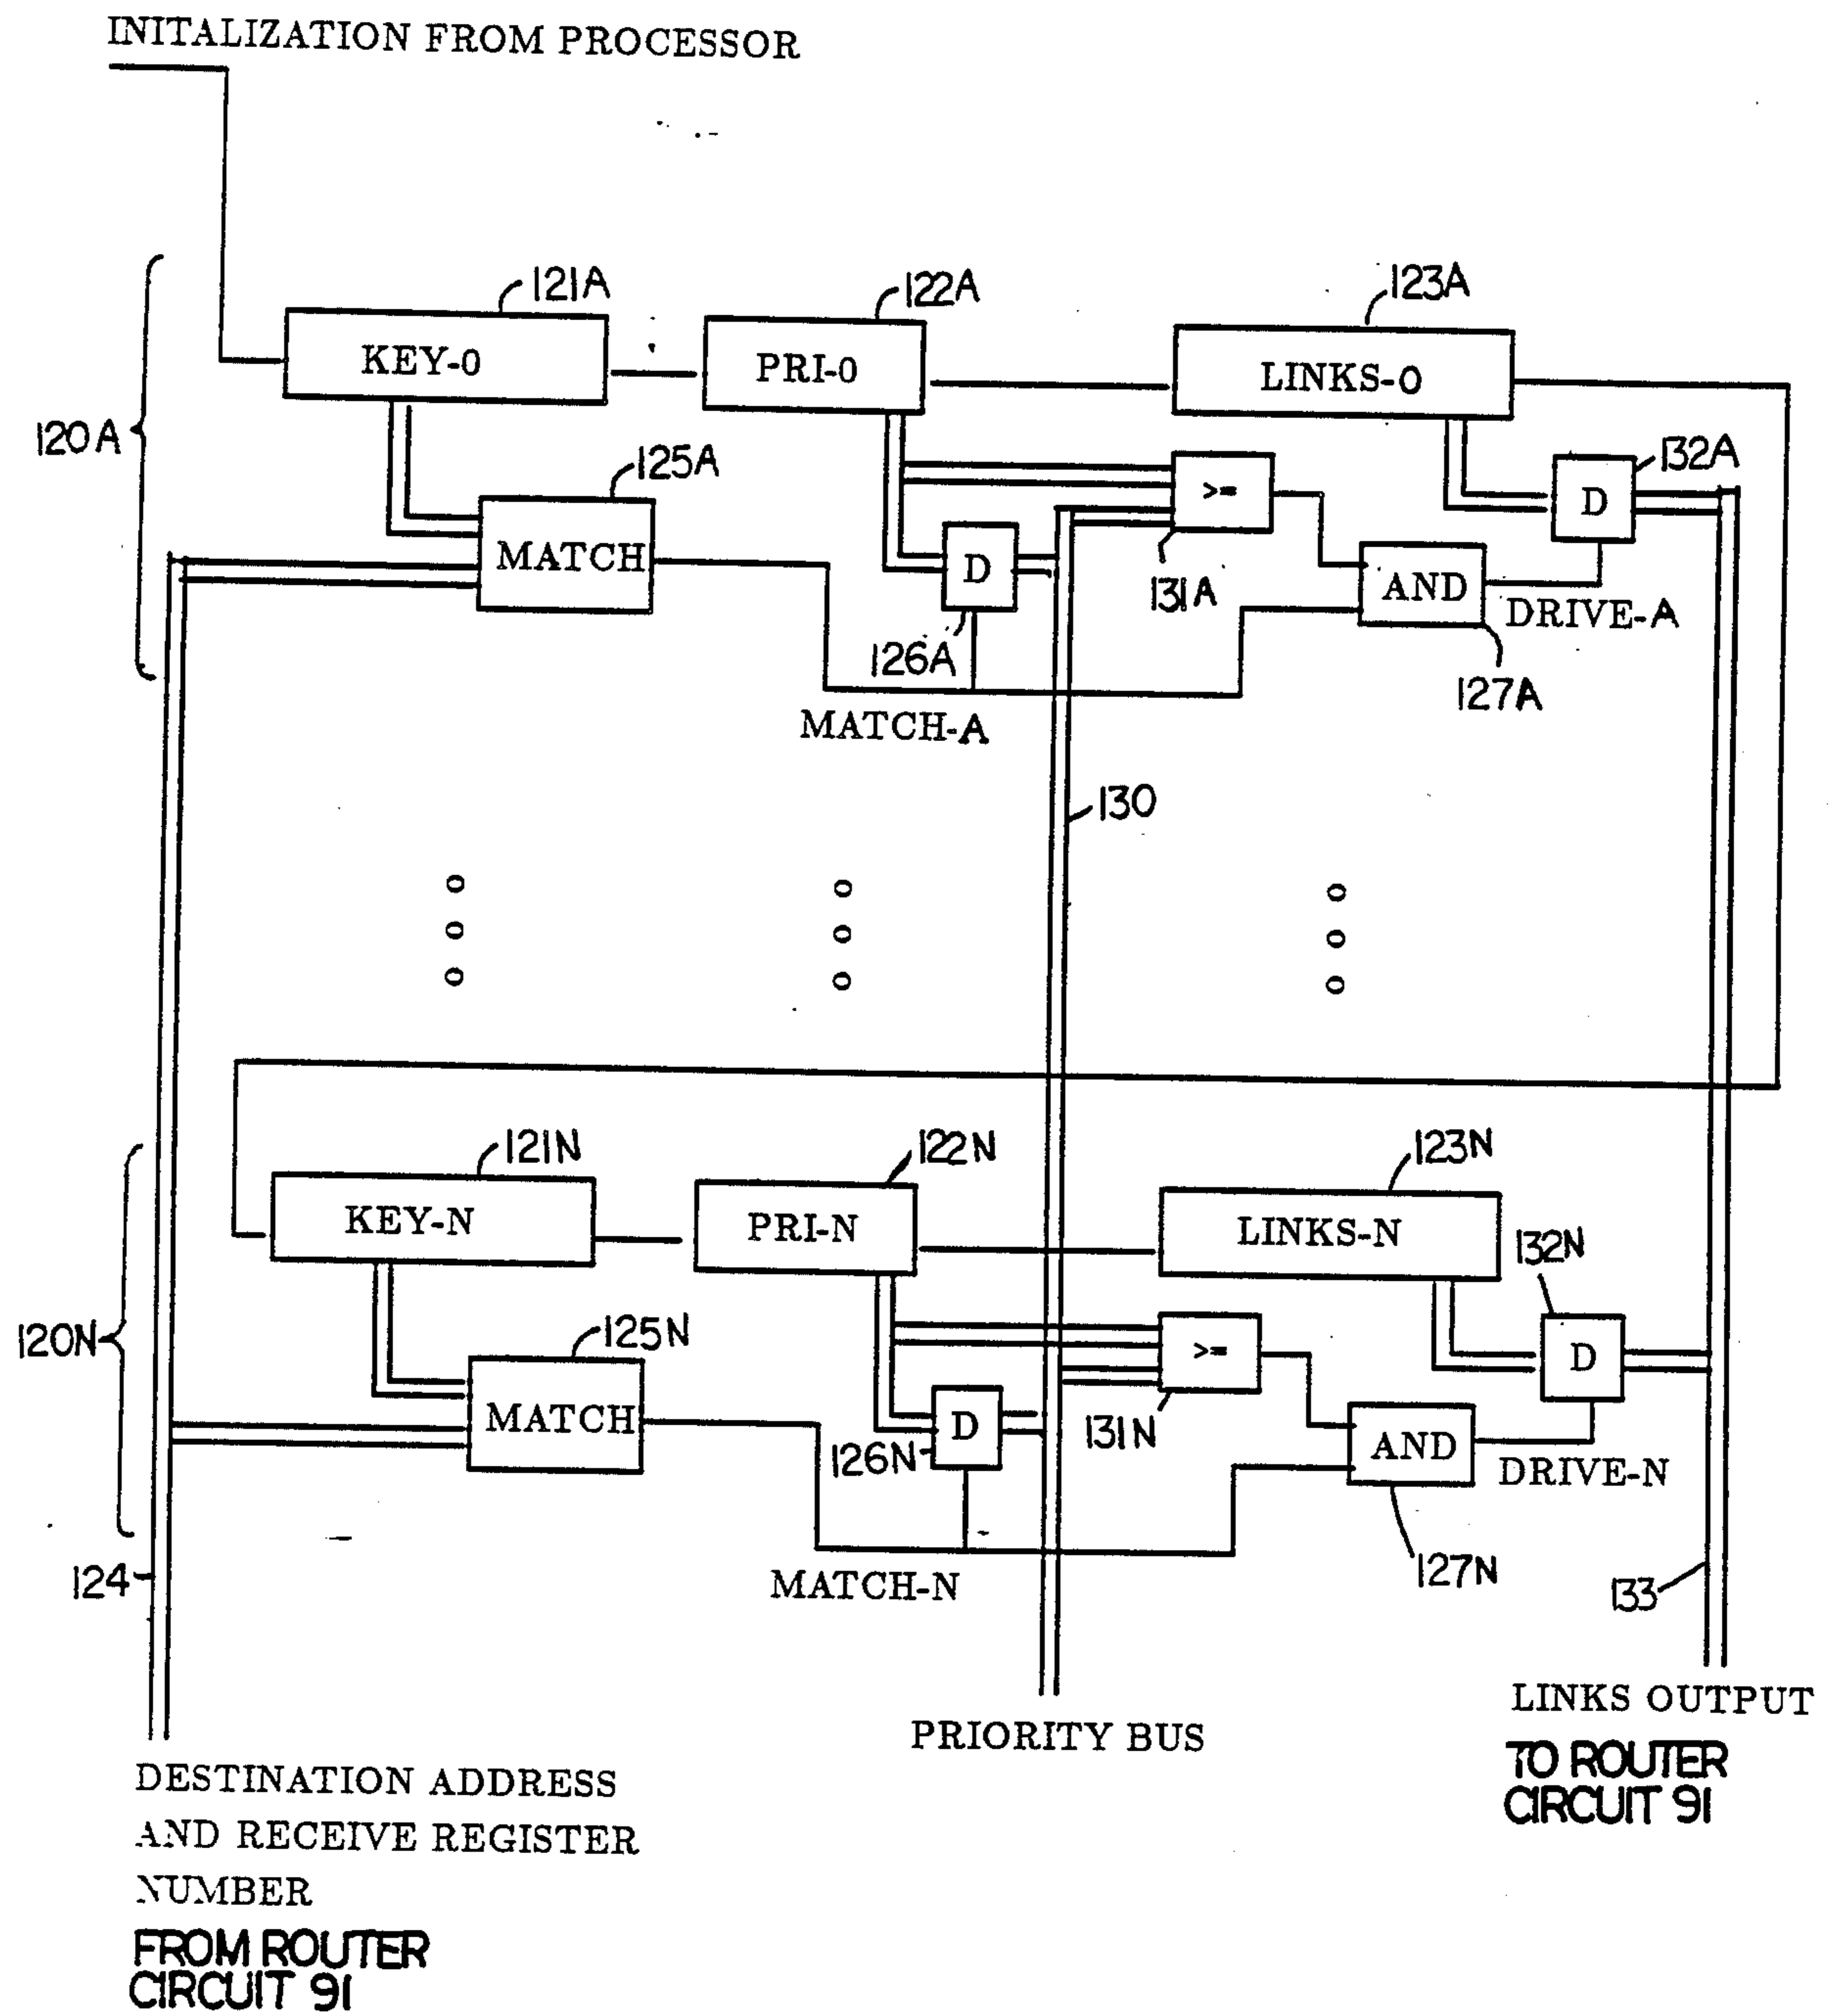 INITALIZATION FROM PROCESSOR
121A
122A
123A
KEY-0
PRI-0
LINKS-0
120A
125A
132A
>=
D
MATCH
D
131A
AND
DRIVE-A
126A
127A
MATCH-A
130
121N
122N
123N
KEY-N
PRI-N
LINKS-N
132N
120N
125N
>=
D
MATCH
D
131N
AND
126N
DRIVE-N
124
MATCH-N
127N
133
LINKS OUTPUT
TO ROUTER
CIRCUIT 91
PRIORITY BUS
DESTINATION ADDRESS
AND RECEIVE REGISTER
NUMBER
FROM ROUTER
CIRCUIT 91